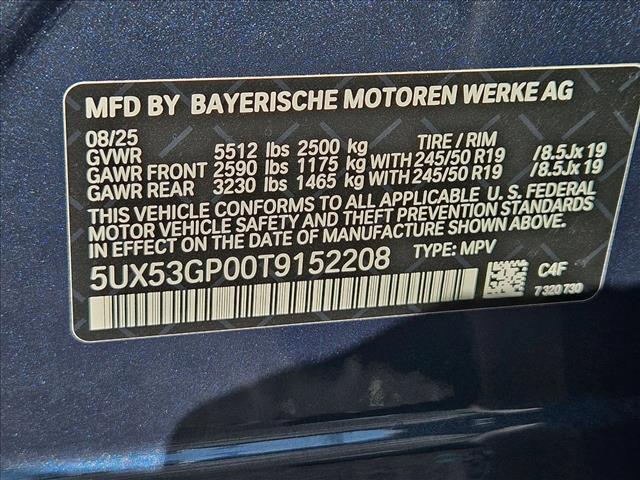 MFD BY BAYERISCHE MOTOREN WERKE AG
08/25 TIRE / RIM
GVWR 5512 lbs 2500 kg
GAWR FRONT 2590 lbs 1175 kg WITH 245/50 R19 /8.5Jx19
GAWR REAR 3230 lbs 1465 kg WITH 245/50 R19 /8.5Jx19
THIS VEHICLE CONFORMS TO ALL APPLICABLE U. S. FEDERAL
MOTOR VEHICLE SAFETY AND THEFT PREVENTION STANDARDS
IN EFFECT ON THE DATE OF MANUFACTURE SHOWN ABOVE.
5UX53GP00T9152208 TYPE: MPV
C4F
7 320 730